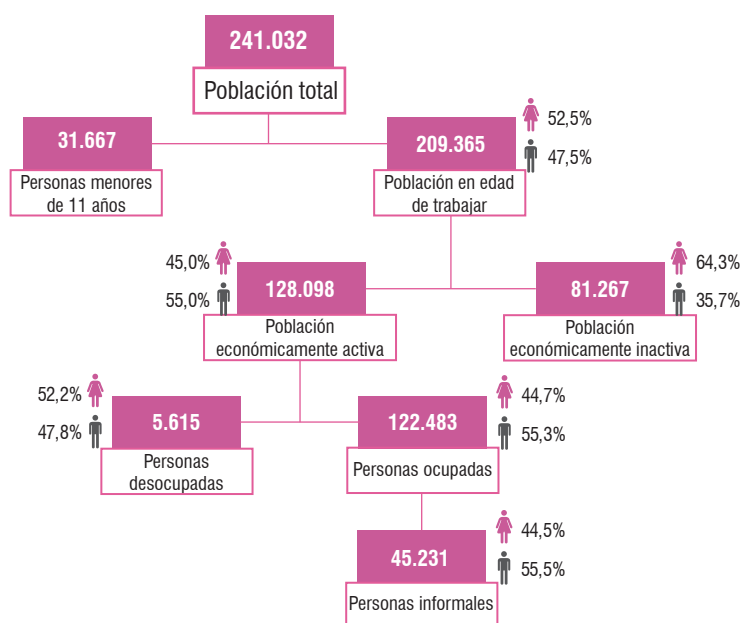 241.032
Población total
31.667
Personas menores
de 11 años
209.365
Población en edad
de trabajar
52,5%
47,5%
45,0%
55,0%
128.098
Población
económicamente activa
81.267
Población
económicamente inactiva
64,3%
35,7%
52,2%
47,8%
5.615
Personas
desocupadas
122.483
Personas ocupadas
44,7%
55,3%
45.231
Personas informales
44,5%
55,5%